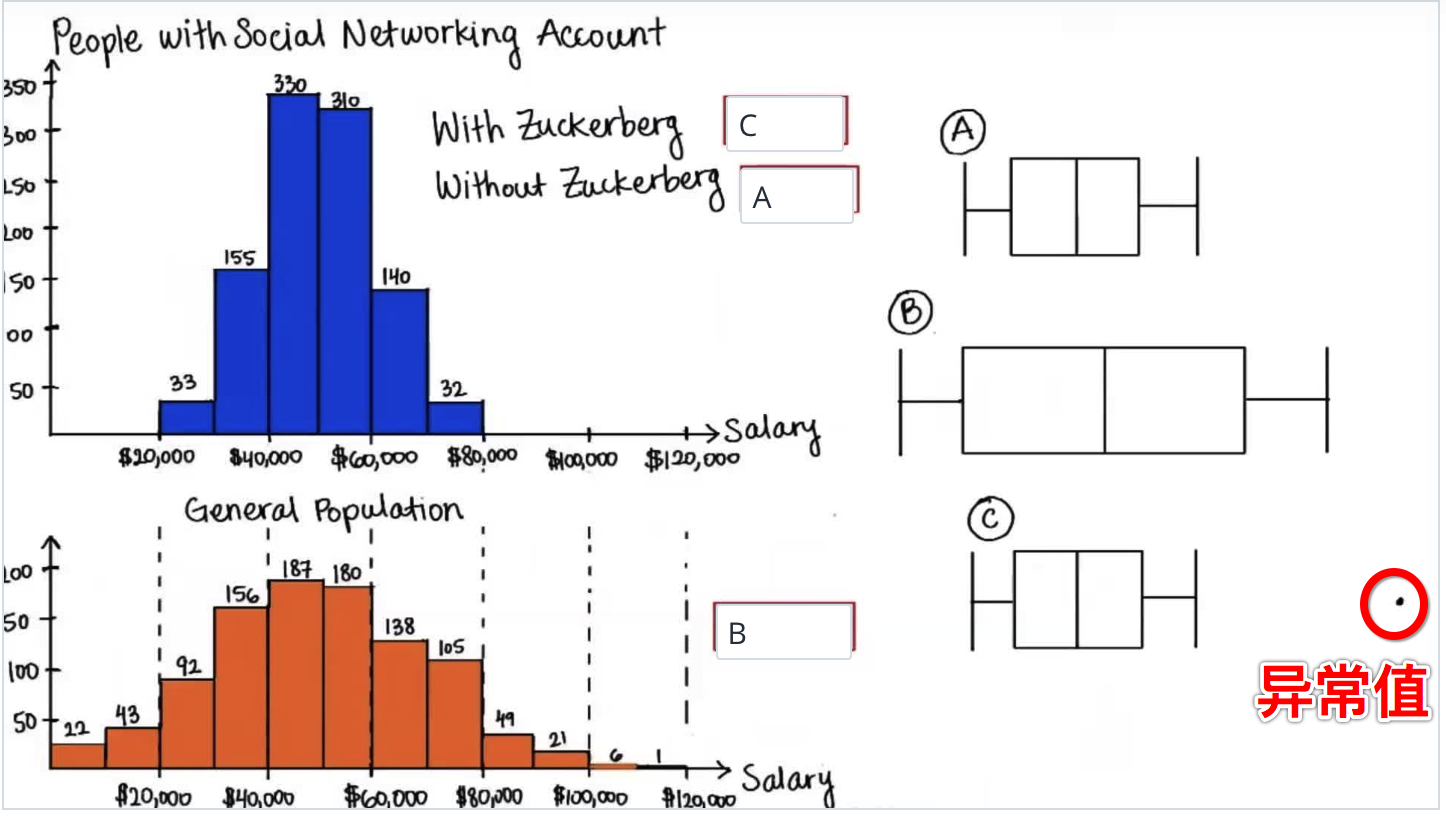 People with Social Networking Account
350
330
310
300
With Zuckerberg
C
A
150
Without Zuckerberg
A
200
155
150
140
100
B
50
33
32
Salary
$20,000 $40,000 $60,000 $80,000 $100,000 $120,000
General Population
C
200
187
180
156
150
138
B
105
100
92
异常值
50
22
43
49
21
6
1
Salary
$20,000 $40,000 $60,000 $80,000 $100,000 $120,000